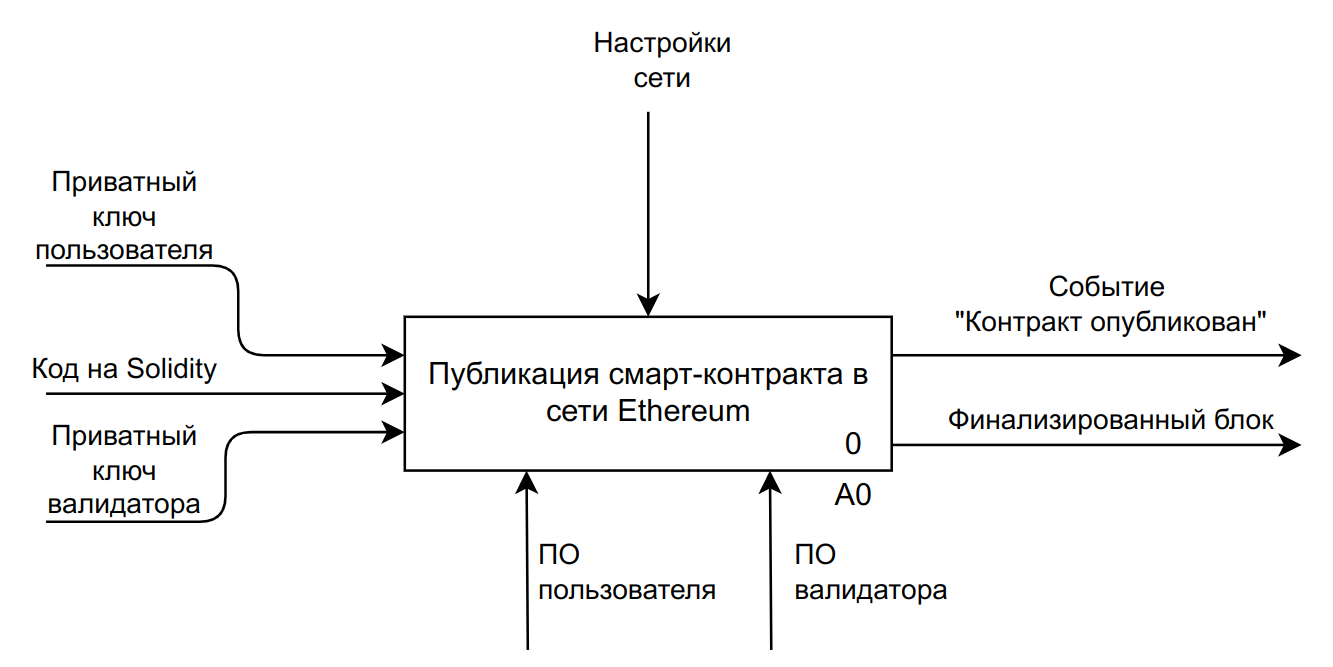 Настройки
сети
Приватный
ключ
пользователя
Код на Solidity
Приватный
ключ
валидатора
Публикация смарт-контракта в
сети Ethereum
0
A0
Событие
"Контракт опубликован"
Финализированный блок
ПО
пользователя
ПО
валидатора